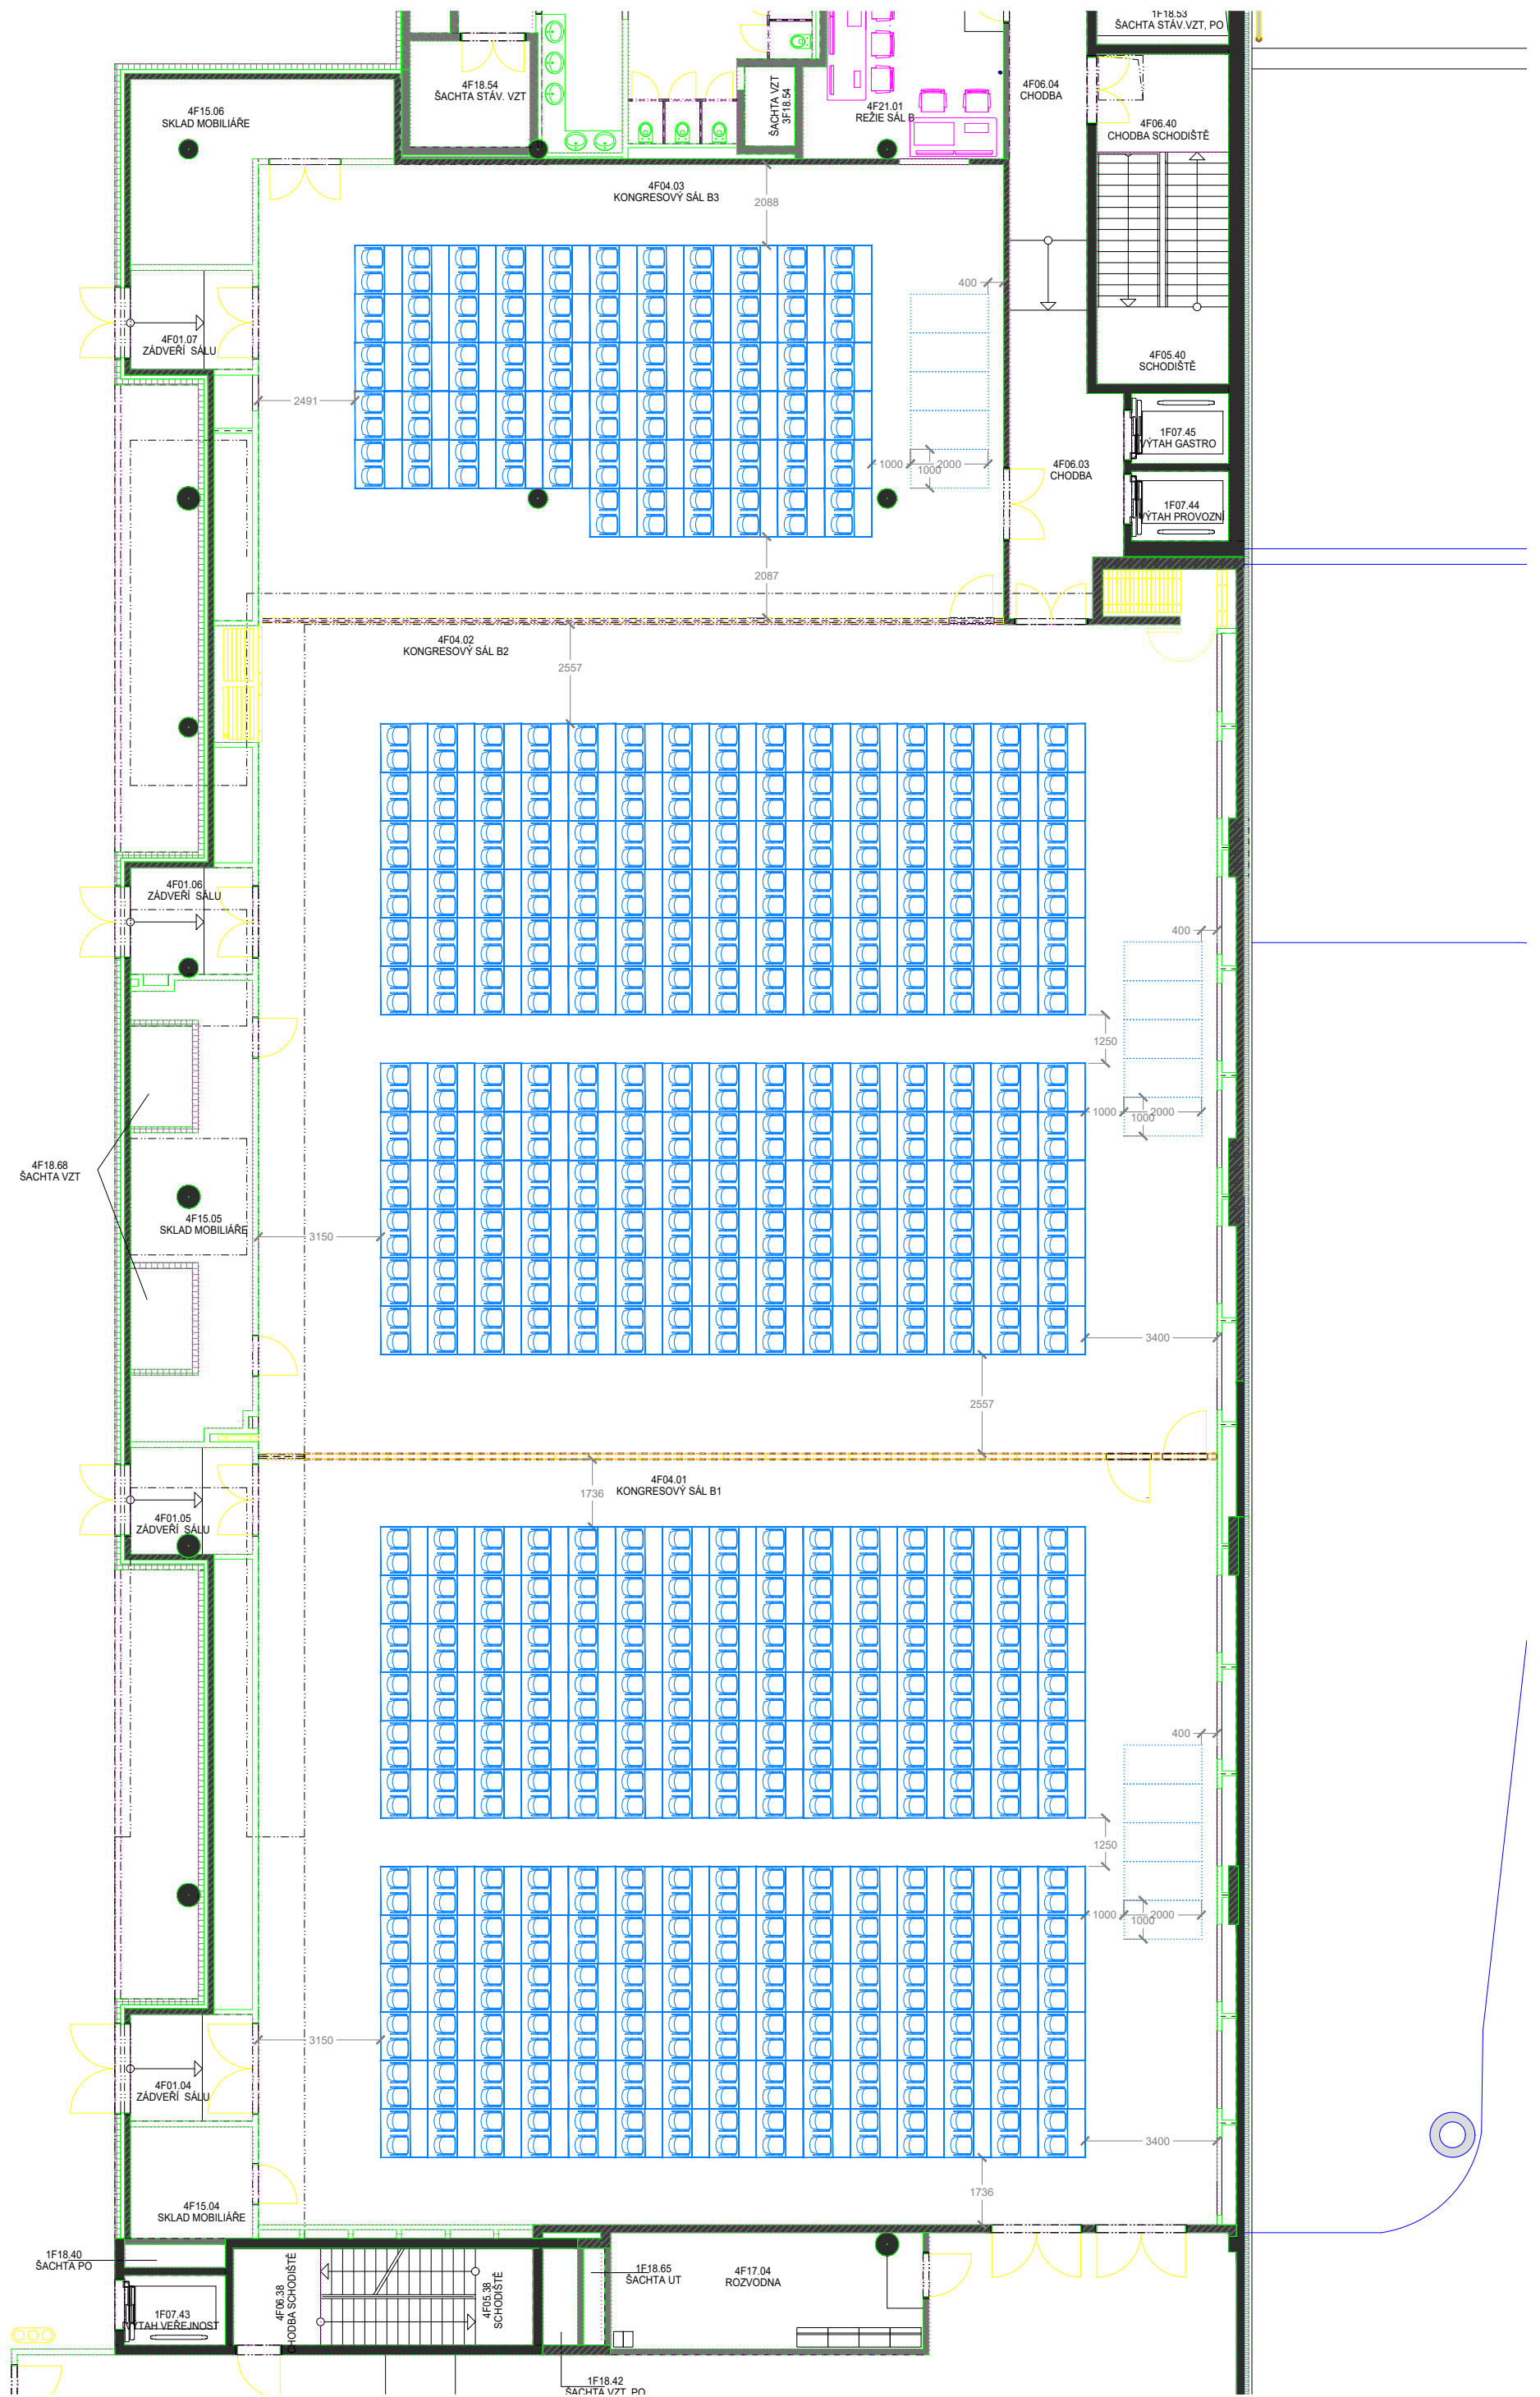 1F18.53
ŠACHTA STÁV.VZT, PO
4F18.54
ŠACHTA STÁV. VZT
ŠACHTA VZT
3F18.54
4F21.01
REŽIE SÁL B
4F06.04
CHODBA
4F15.06
SKLAD MOBILIÁŘE
4F06.40
CHODBA SCHODIŠTĚ
4F04.03
KONGRESOVÝ SÁL B3
2088
400
4F01.07
ZÁDVEŘÍ SÁLU
4F05.40
SCHODIŠTĚ
2491
1F07.45
VÝTAH GASTRO
4F06.03
CHODBA
1000
1000
2000
1F07.44
VÝTAH PROVOZNÍ
2087
4F04.02
KONGRESOVÝ SÁL B2
2557
4F01.06
ZÁDVEŘÍ SÁLU
400
1250
1000
1000
2000
4F18.68
ŠACHTA VZT
4F15.05
SKLAD MOBILIÁŘE
3150
3400
2557
4F04.01
KONGRESOVÝ SÁL B1
1736
4F01.05
ZÁDVEŘÍ SÁLU
400
1250
1000
1000
2000
3150
4F01.04
ZÁDVEŘÍ SÁLU
3400
1736
4F15.04
SKLAD MOBILIÁŘE
1F18.40
ŠACHTA PO
1F07.43
VÝTAH VEŘEJNOST
4F06.38
CHODBA SCHODIŠTĚ
4F05.38
SCHODIŠTĚ
1F18.65
ŠACHTA UT
4F17.04
ROZVODNA
1F18.42
ŠACHTA VZT, PO